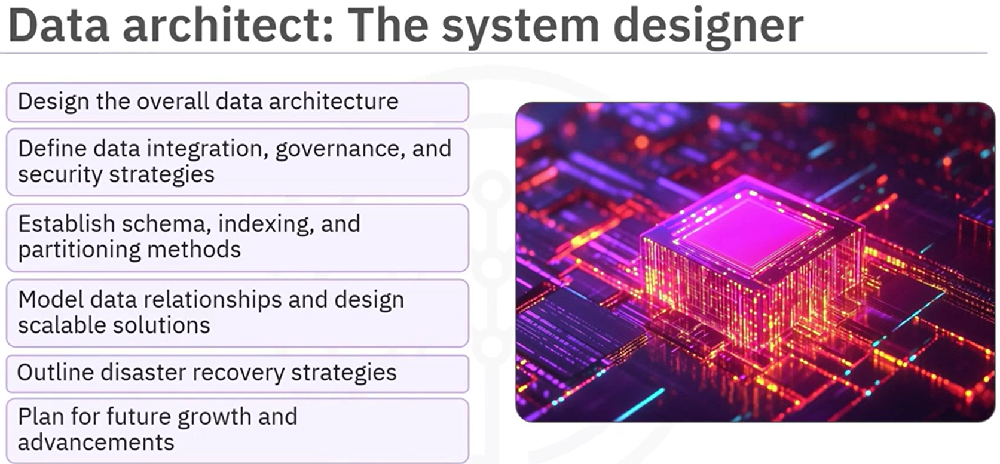 Data architect: The system designer
Design the overall data architecture
Define data integration, governance, and
security strategies
Establish schema, indexing, and
partitioning methods
Model data relationships and design
scalable solutions
Outline disaster recovery strategies
Plan for future growth and
advancements